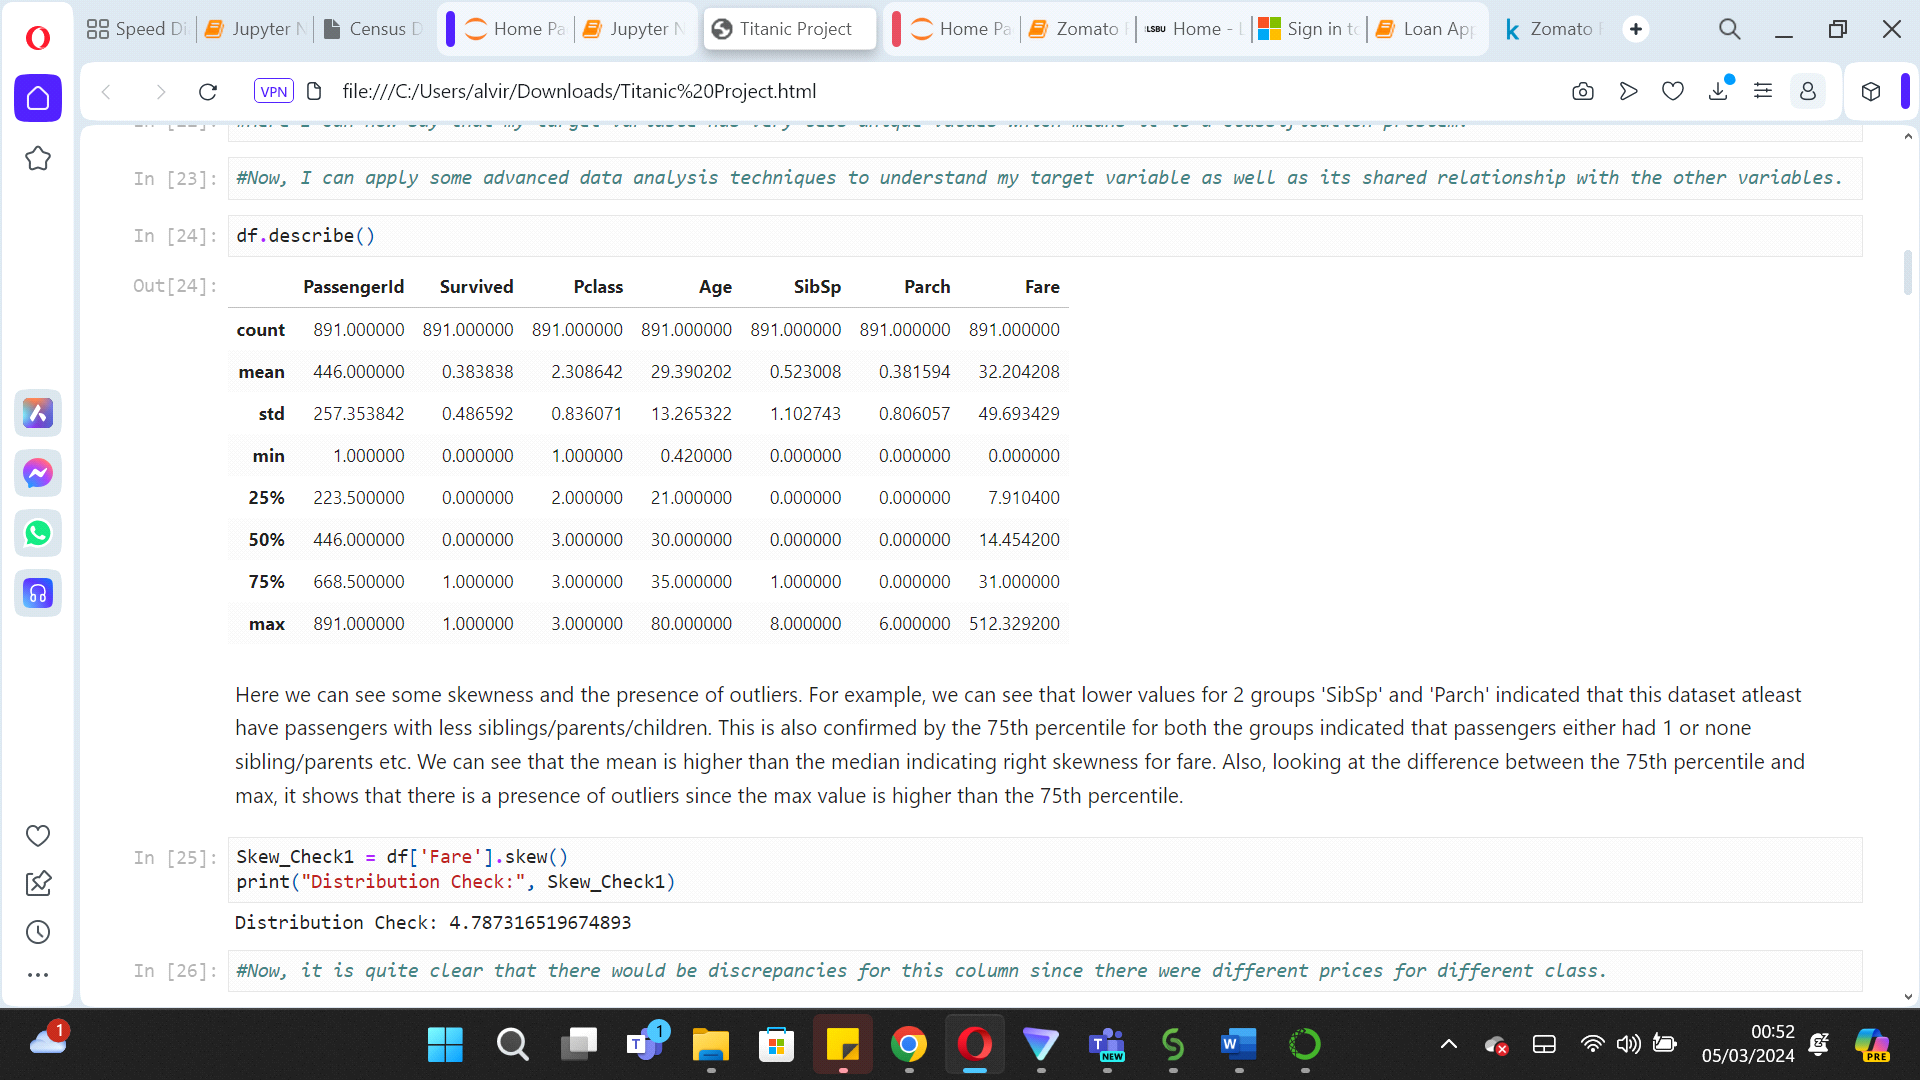 Speed Di
Jupyter N
Census D
Home Pa
Jupyter N
Titanic Project
Home Pa
Zomato
LSBU Home - L
Sign in to
Loan App
Zomato
VPN
file:///C:/Users/alvir/Downloads/Titanic%20Project.html
In [23]: #Now, I can apply some advanced data analysis techniques to understand my target variable as well as its shared relationship with the other variables.
In [24]: df.describe()
Out[24]: PassengerId Survived Pclass Age SibSp Parch Fare
count 891.000000 891.000000 891.000000 891.000000 891.000000 891.000000 891.000000
mean 446.000000 0.383838 2.308642 29.390202 0.523008 0.381594 32.204208
std 257.353842 0.486592 0.836071 13.265322 1.102743 0.806057 49.693429
min 1.000000 0.000000 1.000000 0.420000 0.000000 0.000000 0.000000
25% 223.500000 0.000000 2.000000 21.000000 0.000000 0.000000 7.910400
50% 446.000000 0.000000 3.000000 30.000000 0.000000 0.000000 14.454200
75% 668.500000 1.000000 3.000000 35.000000 1.000000 0.000000 31.000000
max 891.000000 1.000000 3.000000 80.000000 8.000000 6.000000 512.329200
Here we can see some skewness and the presence of outliers. For example, we can see that lower values for 2 groups 'SibSp' and 'Parch' indicated that this dataset atleast
have passengers with less siblings/parents/children. This is also confirmed by the 75th percentile for both the groups indicated that passengers either had 1 or none
sibling/parents etc. We can see that the mean is higher than the median indicating right skewness for fare. Also, looking at the difference between the 75th percentile and
max, it shows that there is a presence of outliers since the max value is higher than the 75th percentile.
In [25]: Skew_Check1 = df['Fare'].skew()
print("Distribution Check:", Skew_Check1)
Distribution Check: 4.787316519674893
In [26]: #Now, it is quite clear that there would be discrepancies for this column since there were different prices for different class.
1
1
NEW
00:52
05/03/2024
PRE